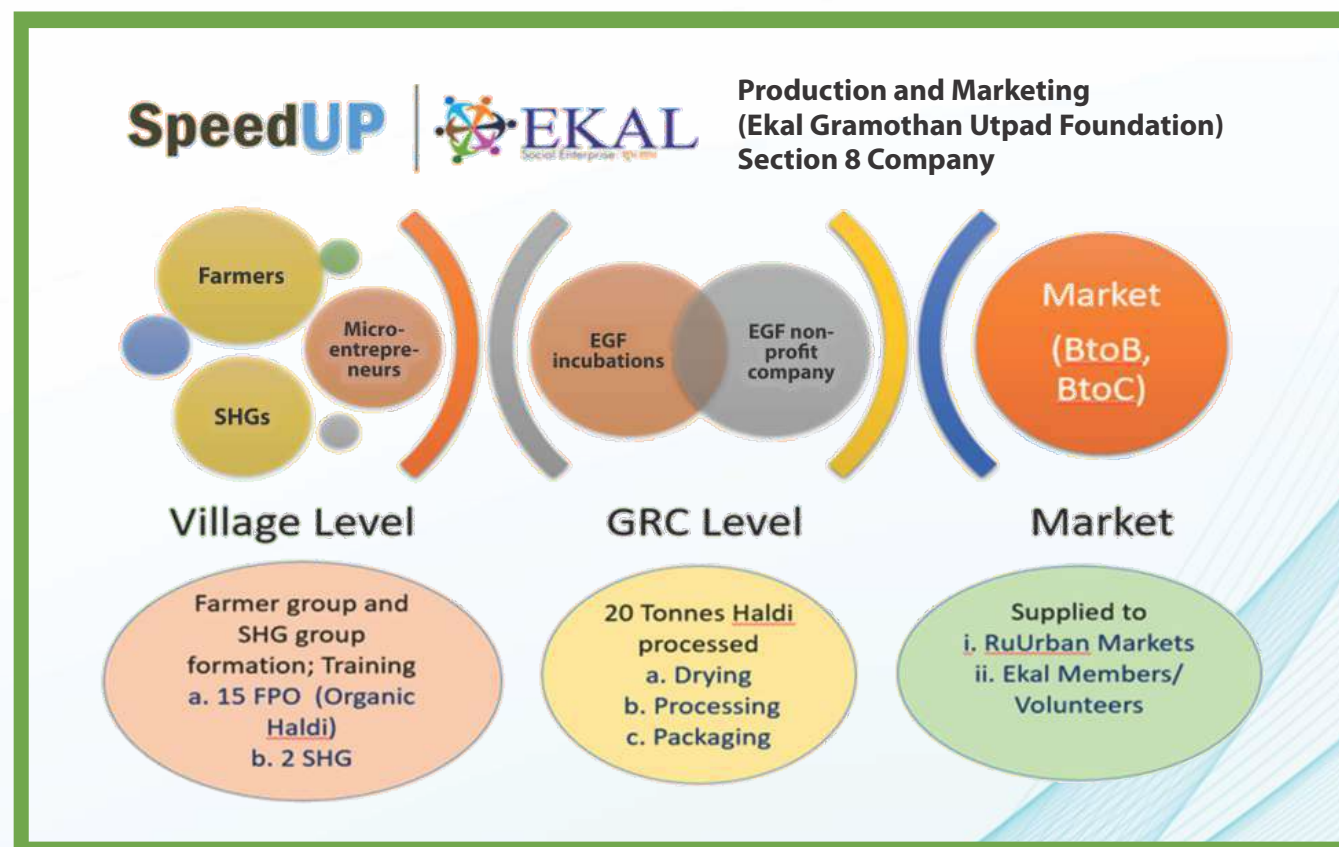 SpeedUP
EKAL
Social Enterprise:
Production and Marketing
(Ekal Gramothan Utpad Foundation)
Section 8 Company
Farmers
Micro-
entrepre-
neurs
SHGs
EGF
incubations
EGF non-
profit
company
Market
(BtoB,
BtoC)
Village Level
GRC Level
Market
Farmer group and
SHG group
formation; Training
a. 15 FPO (Organic
Haldi)
b. 2 SHG
20 Tonnes Haldi
processed
a. Drying
b. Processing
c. Packaging
Supplied to
i. RuUrban Markets
ii. Ekal Members/
Volunteers